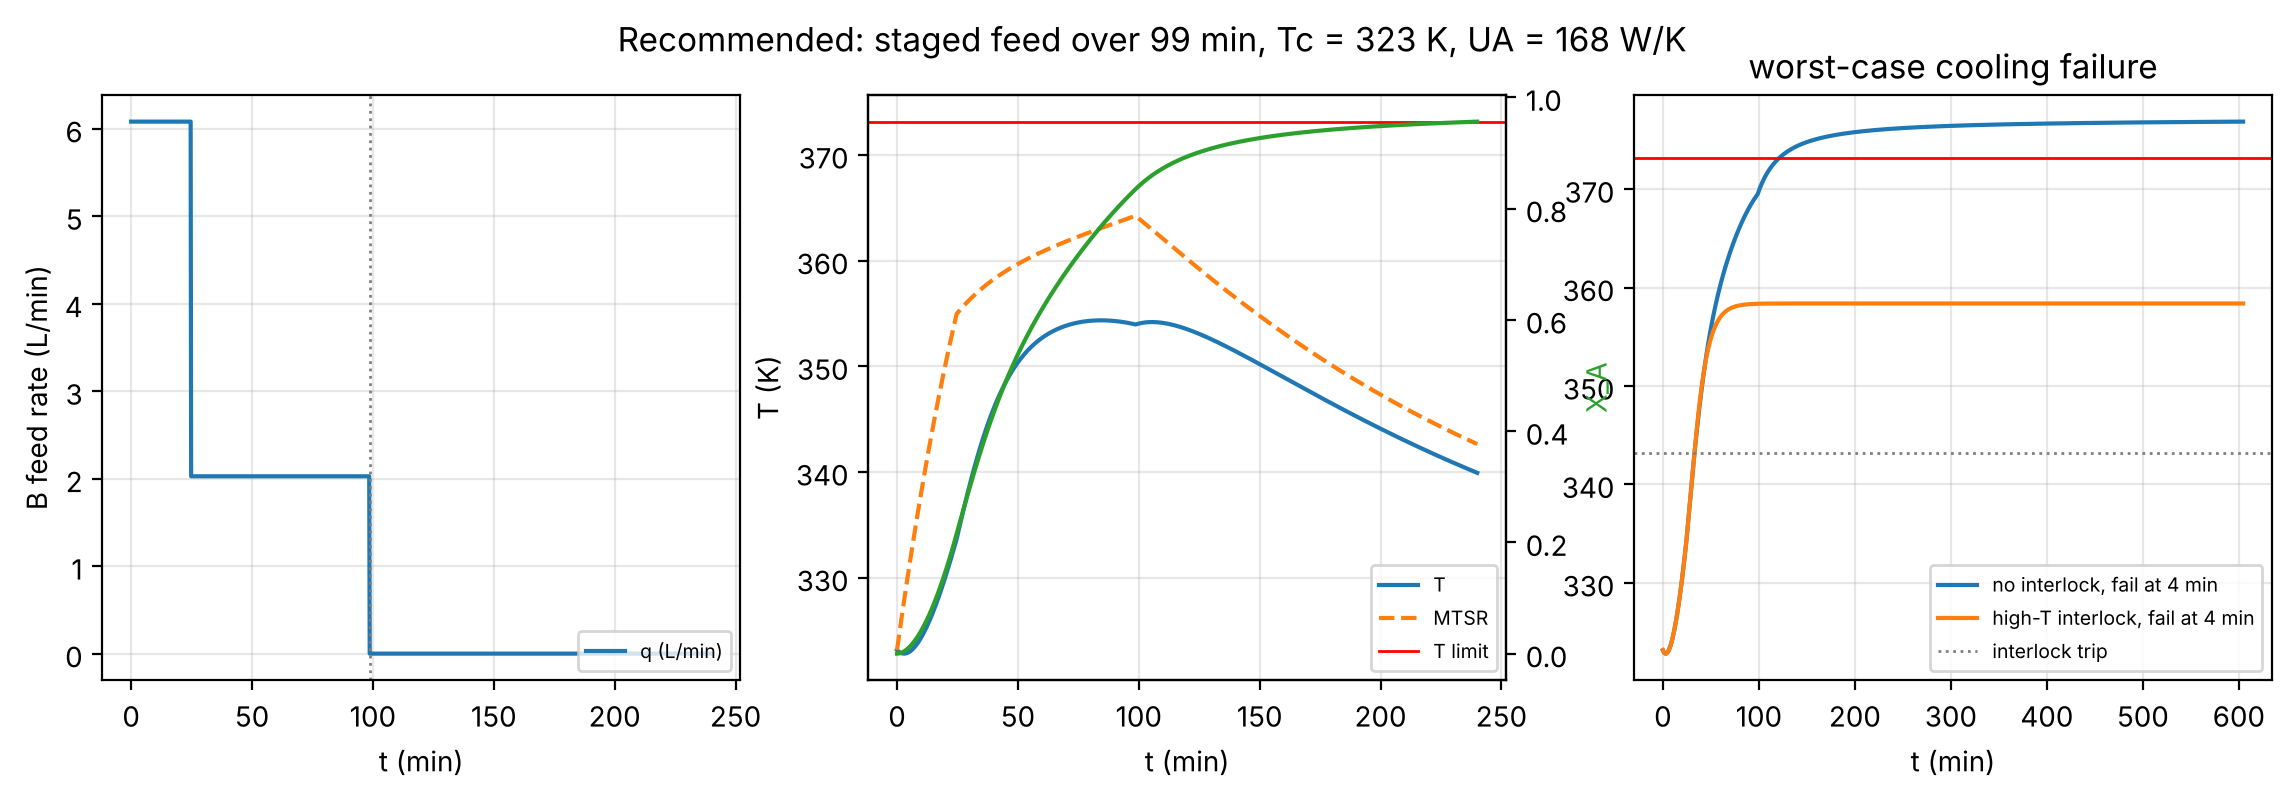 Recommended: staged feed over 99 min, Tc = 323 K, UA = 168 W/K
B feed rate (L/min)
6
5
4
3
2
1
0
0 50 100 150 200 250
t (min)
q (L/min)
T (K)
370
360
350
340
330
0 50 100 150 200 250
t (min)
T
MTSR
T limit
1.0
0.8
0.6
0.4
0.2
0.0
X_A
worst-case cooling failure
370
360
350
340
330
0 100 200 300 400 500 600
t (min)
no interlock, fail at 4 min
high-T interlock, fail at 4 min
interlock trip